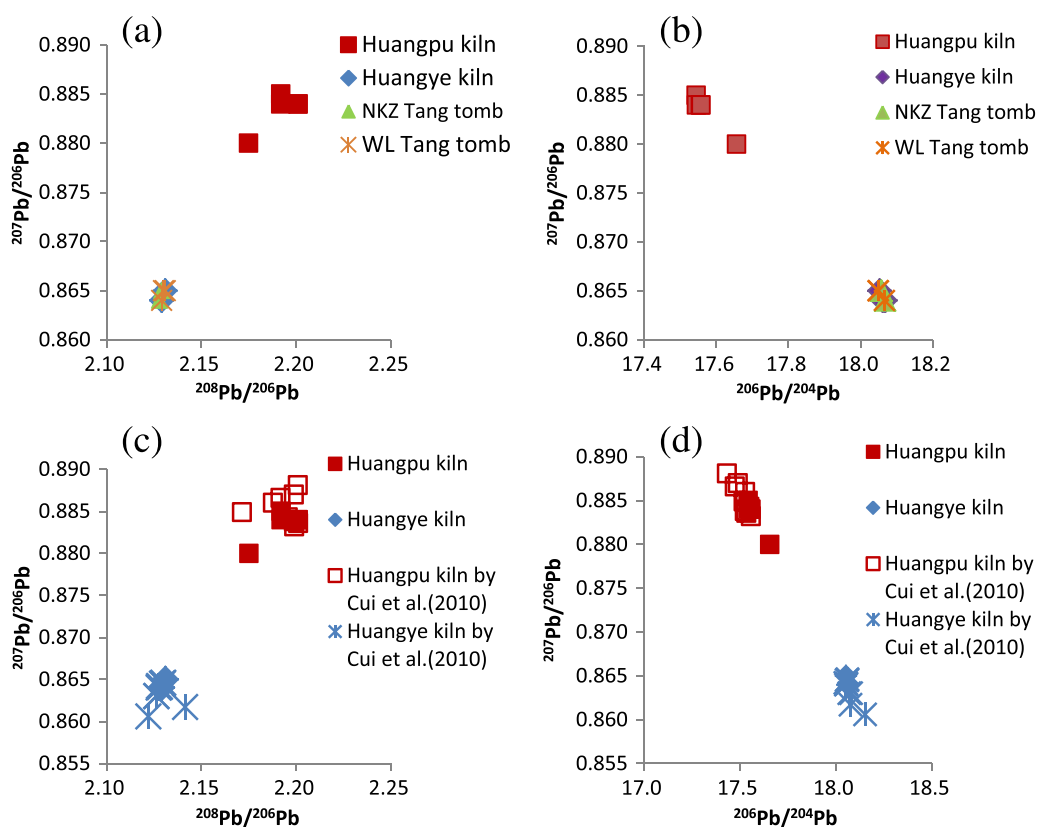 (a)
0.890
0.885
0.880
0.875
0.870
0.865
0.860
²⁰⁷Pb/²⁰⁶Pb
2.10 2.15 2.20 2.25
²⁰⁸Pb/²⁰⁶Pb
Huangpu kiln
Huangye kiln
NKZ Tang tomb
WL Tang tomb
(b)
0.890
0.885
0.880
0.875
0.870
0.865
0.860
²⁰⁷Pb/²⁰⁶Pb
17.4 17.6 17.8 18.0 18.2
²⁰⁶Pb/²⁰⁴Pb
Huangpu kiln
Huangye kiln
NKZ Tang tomb
WL Tang tomb
(c)
0.890
0.885
0.880
0.875
0.870
0.865
0.860
0.855
²⁰⁷Pb/²⁰⁶Pb
2.10 2.15 2.20 2.25
²⁰⁸Pb/²⁰⁶Pb
Huangpu kiln
Huangye kiln
Huangpu kiln by
Cui et al.(2010)
Huangye kiln by
Cui et al.(2010)
(d)
0.890
0.885
0.880
0.875
0.870
0.865
0.860
0.855
²⁰⁷Pb/²⁰⁶Pb
17.0 17.5 18.0 18.5
²⁰⁶Pb/²⁰⁴Pb
Huangpu kiln
Huangye kiln
Huangpu kiln by
Cui et al.(2010)
Huangye kiln by
Cui et al.(2010)